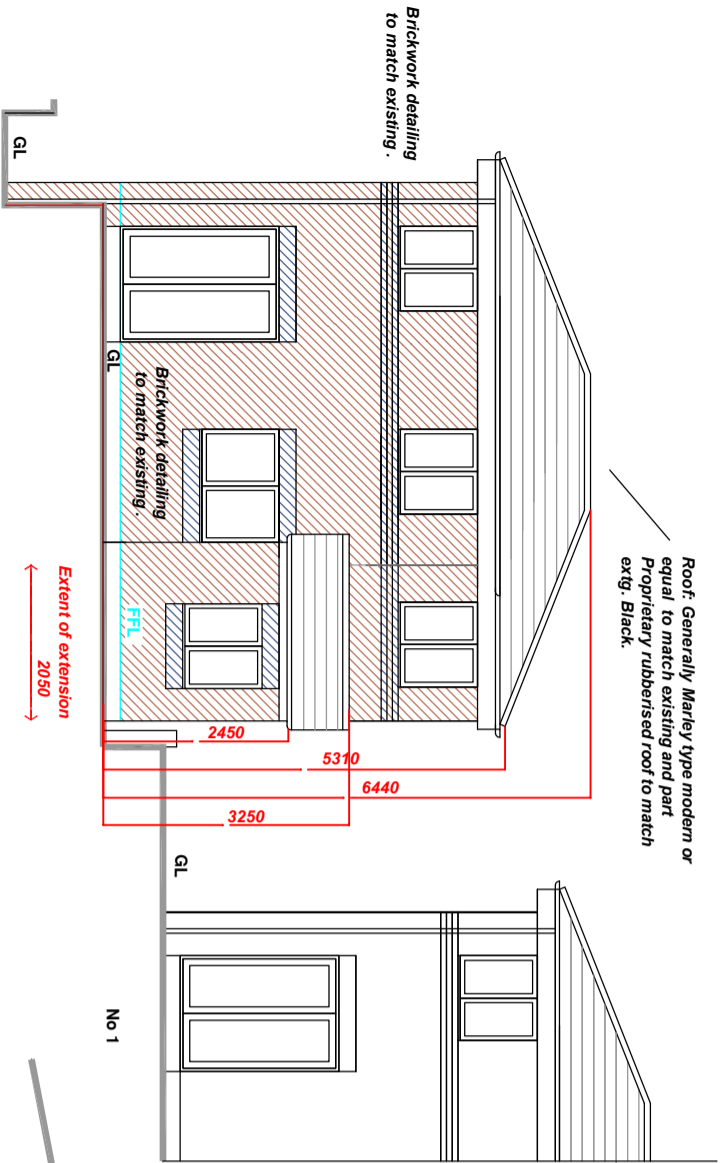 Roof: Generally Marley type modern or
equal to match existing and part
Proprietary rubberised roof to match
extg. Black.
Brickwork detailing
to match existing .
Brickwork detailing
to match existing .
GL
GL
FFL
Extent of extension
2050
2450
5310
6440
3250
GL
No 1